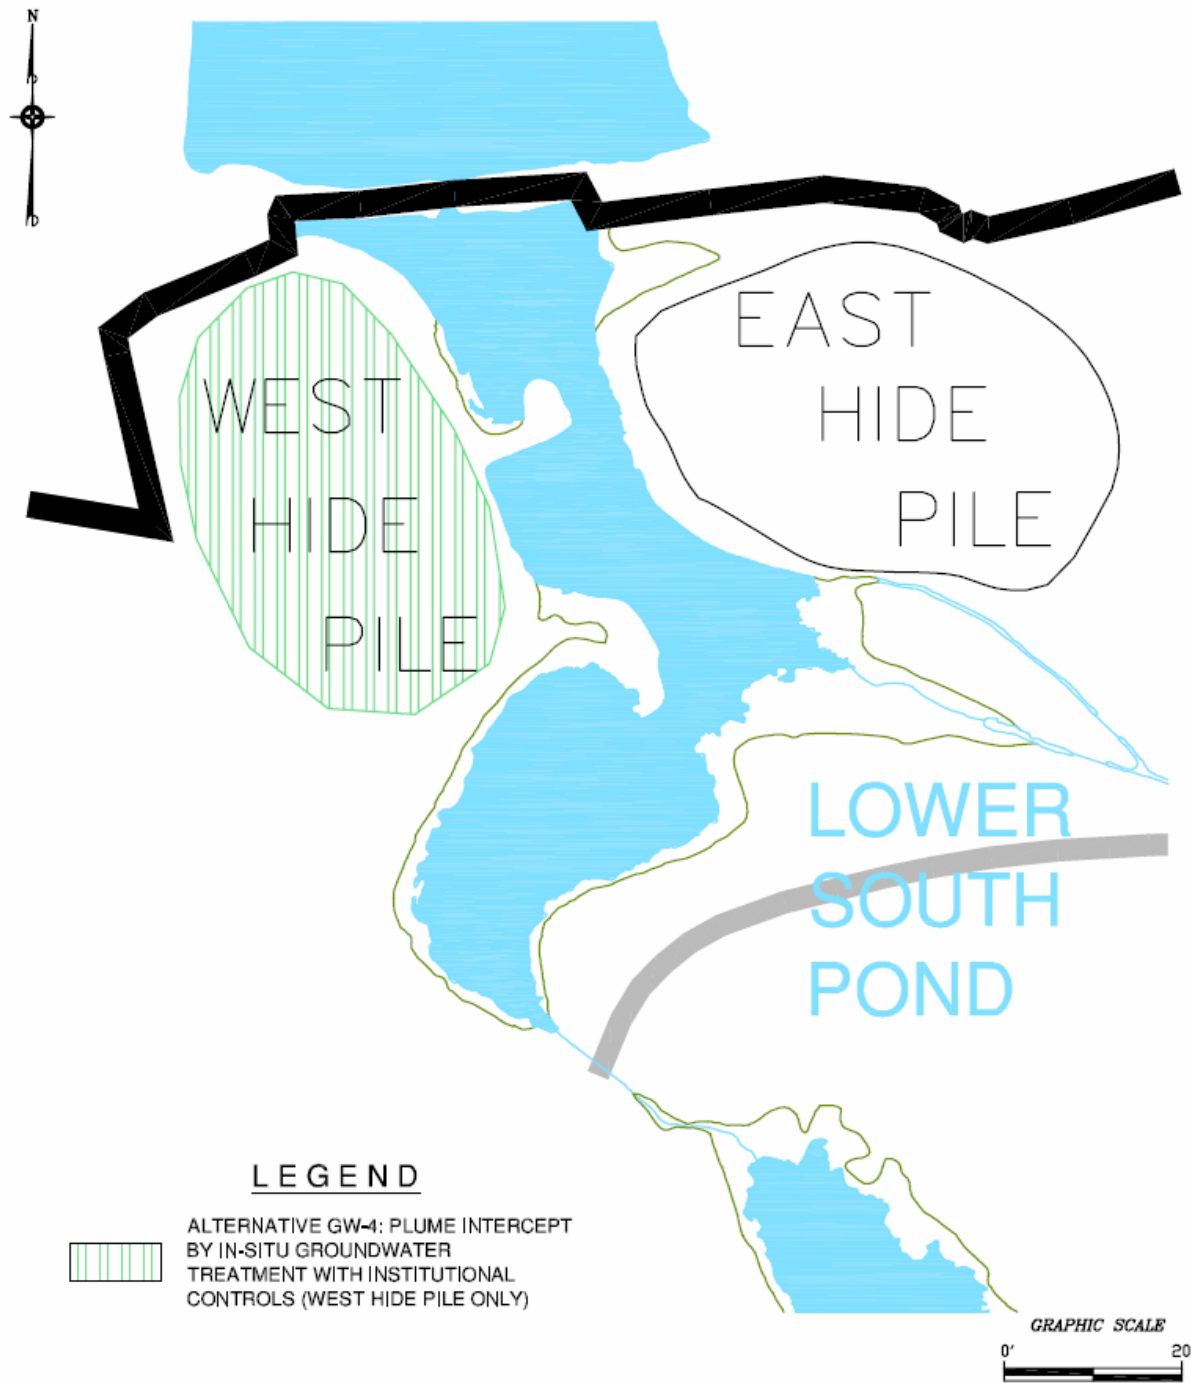 N
EAST
HIDE
PILE
WEST
HIDE
PILE
LOWER
SOUTH
POND
LEGEND
ALTERNATIVE GW-4: PLUME INTERCEPT
BY IN-SITU GROUNDWATER
TREATMENT WITH INSTITUTIONAL
CONTROLS (WEST HIDE PILE ONLY)
GRAPHIC SCALE
0' 20